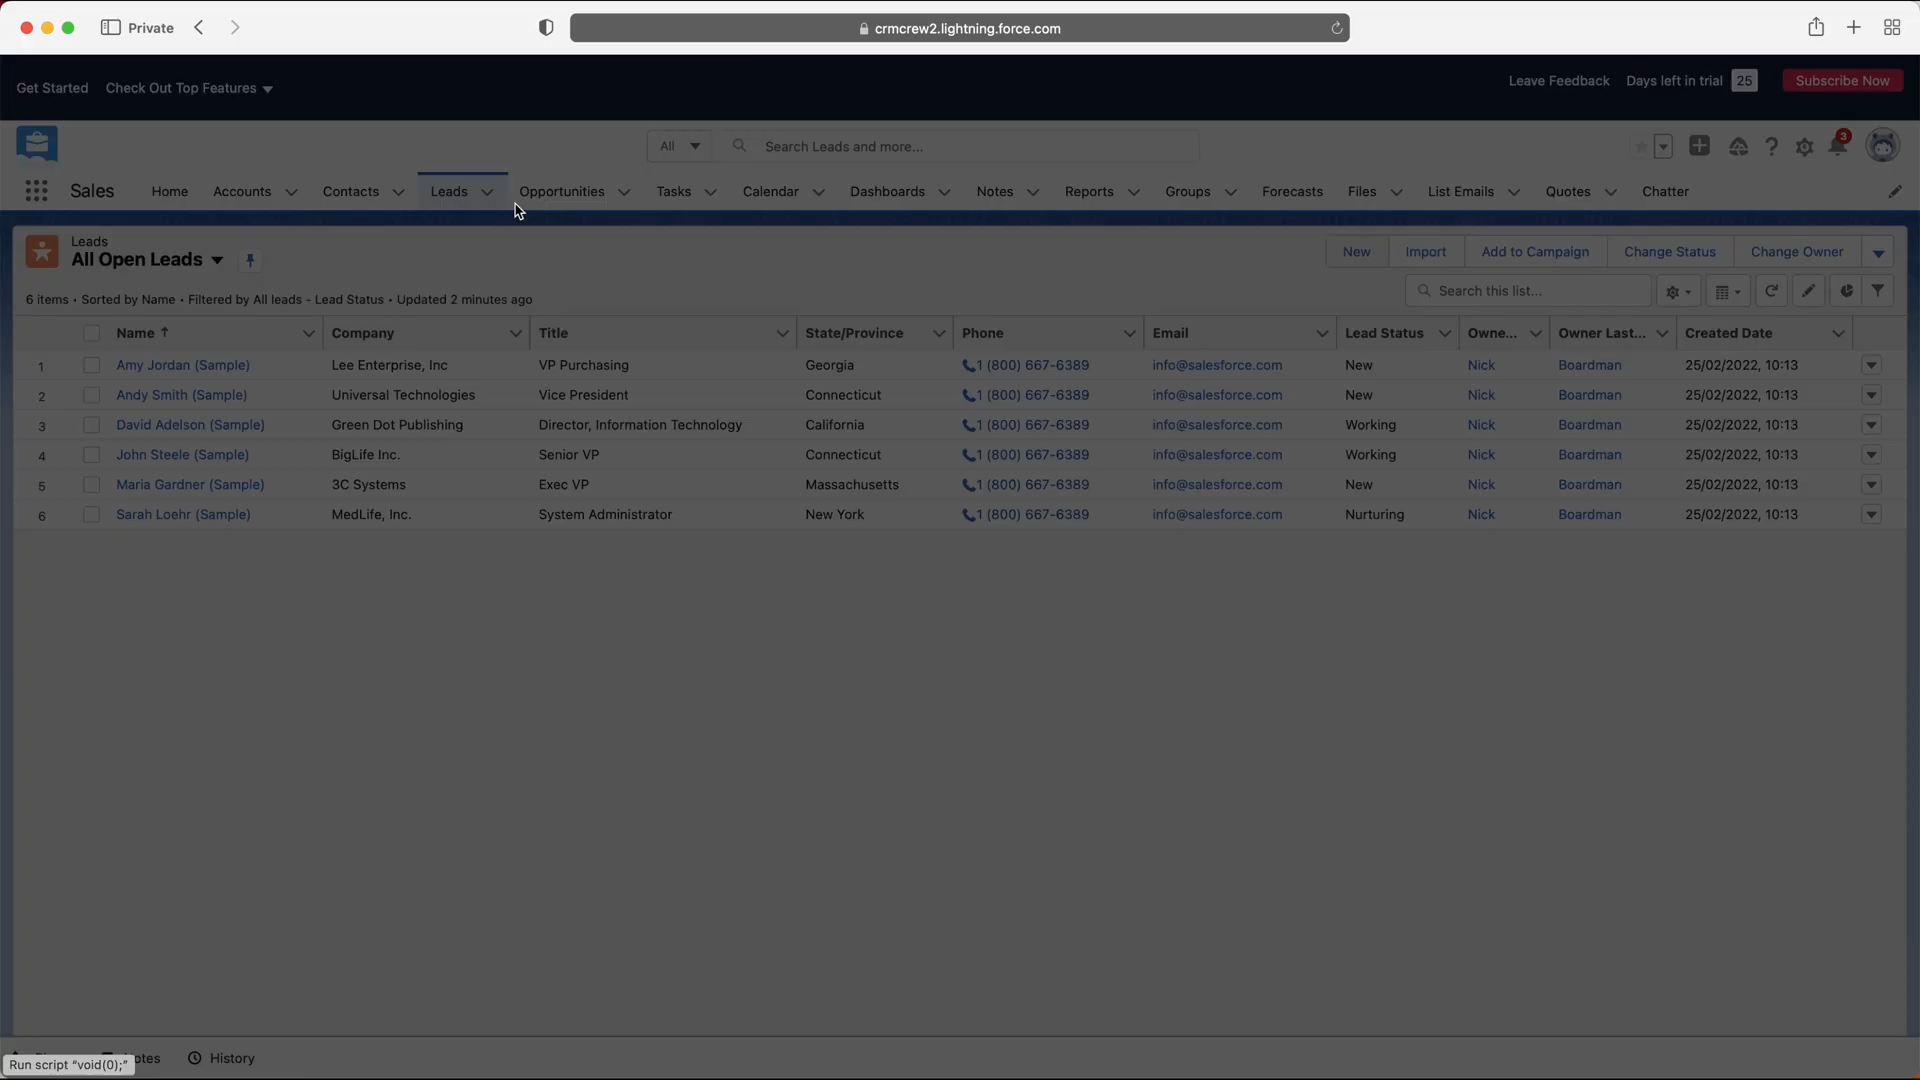 Private
crmcrew2.lightning.force.com
Get Started
Check Out Top Features
Leave Feedback
Days left in trial
25
Subscribe Now
All
Search Leads and more...
3
Sales
Home
Accounts
Contacts
Leads
Opportunities
Tasks
Calendar
Dashboards
Notes
Reports
Groups
Forecasts
Files
List Emails
Quotes
Chatter
Leads
All Open Leads
New
Import
Add to Campaign
Change Status
Change Owner
6 items • Sorted by Name • Filtered by All leads - Lead Status • Updated 2 minutes ago
Search this list...
Name ↑ Company Title State/Province Phone Email Lead Status Owne... Owner Last... Created Date
1 Amy Jordan (Sample) Lee Enterprise, Inc VP Purchasing Georgia 1 (800) 667-6389 info@salesforce.com New Nick Boardman 25/02/2022, 10:13
2 Andy Smith (Sample) Universal Technologies Vice President Connecticut 1 (800) 667-6389 info@salesforce.com New Nick Boardman 25/02/2022, 10:13
3 David Adelson (Sample) Green Dot Publishing Director, Information Technology California 1 (800) 667-6389 info@salesforce.com Working Nick Boardman 25/02/2022, 10:13
4 John Steele (Sample) BigLife Inc. Senior VP Connecticut 1 (800) 667-6389 info@salesforce.com Working Nick Boardman 25/02/2022, 10:13
5 Maria Gardner (Sample) 3C Systems Exec VP Massachusetts 1 (800) 667-6389 info@salesforce.com New Nick Boardman 25/02/2022, 10:13
6 Sarah Loehr (Sample) MedLife, Inc. System Administrator New York 1 (800) 667-6389 info@salesforce.com Nurturing Nick Boardman 25/02/2022, 10:13
otes
History
Run script "void(0);"